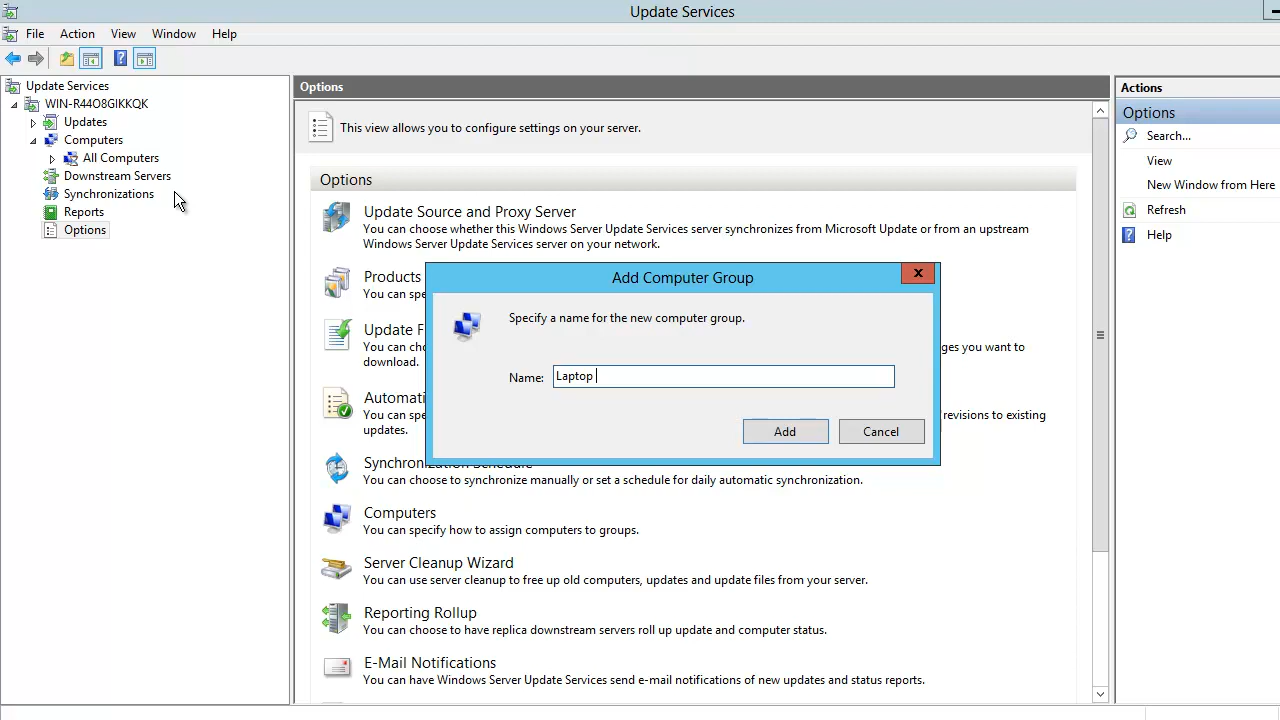 Update Services
File Action View Window Help
Update Services
WIN-R44O8GIKKQK
Updates
Computers
All Computers
Downstream Servers
Synchronizations
Reports
Options
Options
This view allows you to configure settings on your server.
Options
Update Source and Proxy Server
You can choose whether this Windows Server Update Services server synchronizes from Microsoft Update or from an upstream
Windows Server Update Services server on your network.
Products
You can spe
Update F
You can cho
ges you want to
download.
Automati
You can spe
revisions to existing
updates.
Synchronization Schedule
You can choose to synchronize manually or set a schedule for daily automatic synchronization.
Computers
You can specify how to assign computers to groups.
Server Cleanup Wizard
You can use server cleanup to free up old computers, updates and update files from your server.
Reporting Rollup
You can choose to have replica downstream servers roll up update and computer status.
E-Mail Notifications
You can have Windows Server Update Services send e-mail notifications of new updates and status reports.
Add Computer Group
x
Specify a name for the new computer group.
Name: Laptop
Add Cancel
Actions
Options
Search...
View
New Window from Here
Refresh
Help